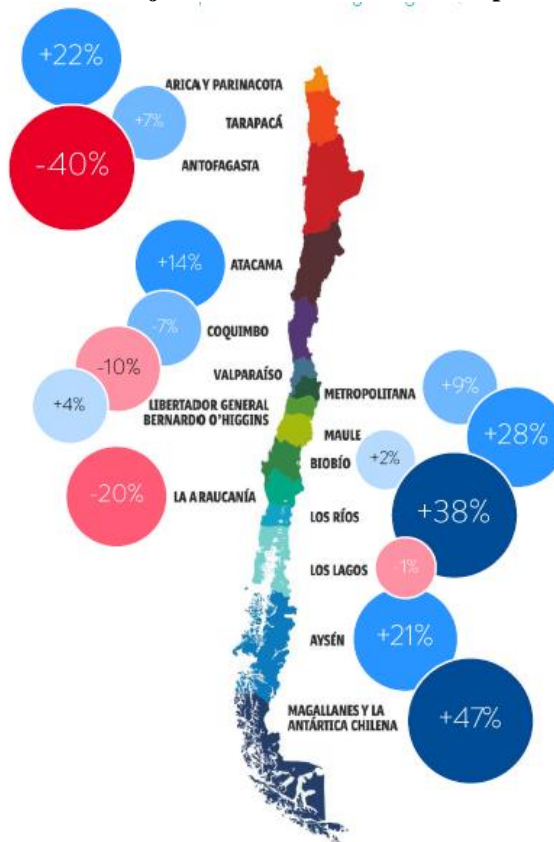 +22%
ARICA Y PARINACOTA
+7%
TARAPACÁ
-40%
ANTOFAGASTA
+14%
ATACAMA
-7%
COQUIMBO
-10%
VALPARAÍSO
+9%
METROPOLITANA
+4%
LIBERTADOR GENERAL
BERNARDO O'HIGGINS
+28%
MAULE
+2%
BIOBÍO
-20%
LA ARAUCANÍA
+38%
LOS RÍOS
-1%
LOS LAGOS
+21%
AYSÉN
+47%
MAGALLANES Y LA
ANTÁRTICA CHILENA